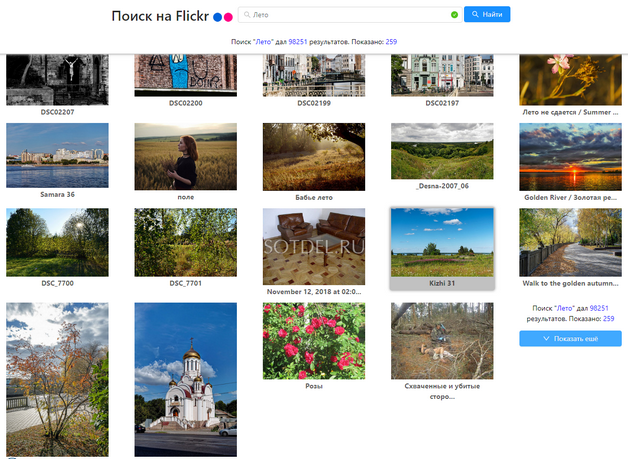 Поиск на Flickr
Лето
Найти
Поиск "Лето" дал 98251 результатов. Показано: 259
DSC02207
DSC02200
DSC02199
DSC02197
Лето не сдается / Summer ...
Samara 36
поле
Бабье лето
_Desna-2007_06
Golden River / Золотая ре...
DSC_7700
DSC_7701
SOTDEL.RU
November 12, 2018 at 02:0...
Kizhi 31
Walk to the golden autumn...
Розы
Схваченные и убитые
сторо...
Поиск "Лето" дал 98251
результатов. Показано: 259
Показать ещё